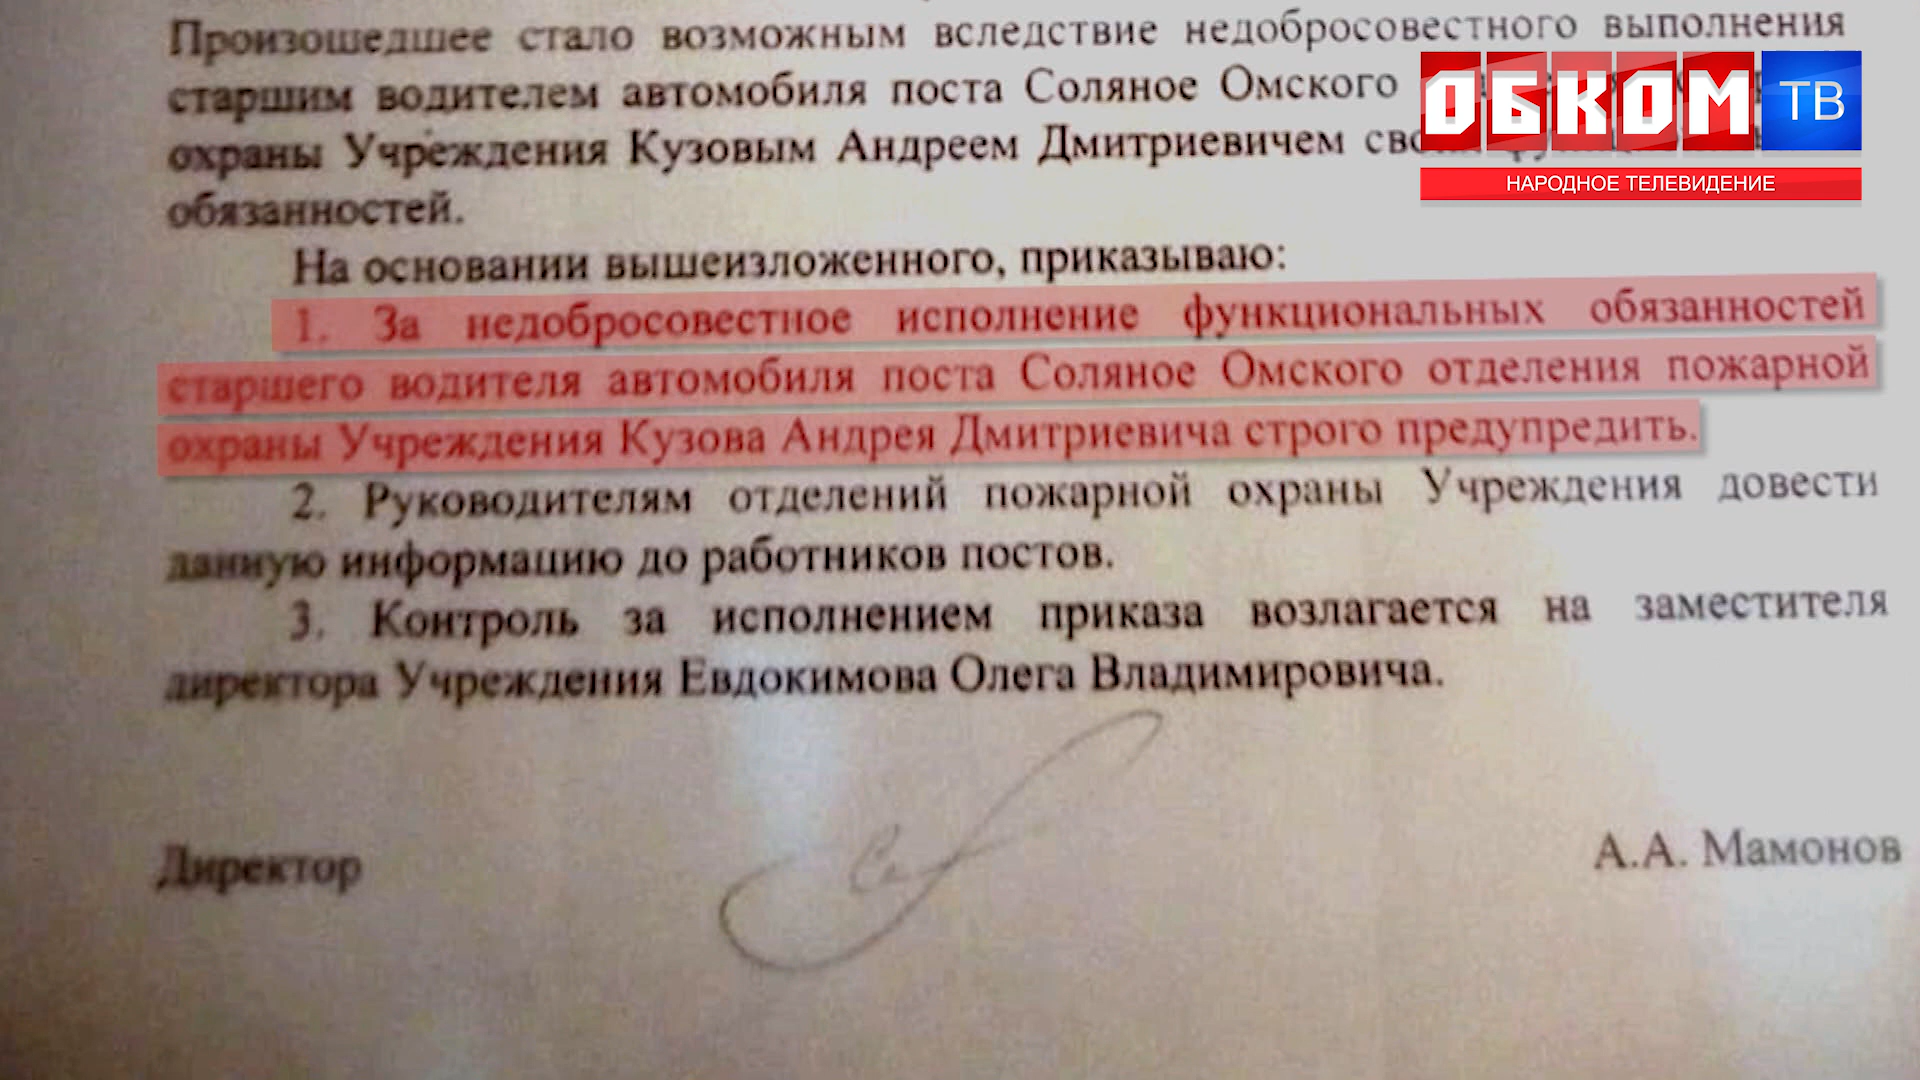 Произошедшее стало возможным вследствие недобросовестного выполнения
старшим водителем автомобиля поста Соляное Омского
охраны Учреждения Кузовым Андреем Дмитриевичем
обязанностей.
На основании вышеизложенного, приказываю:
1. За недобросовестное исполнение функциональных обязанностей
старшего водителя автомобиля поста Соляное Омского отделения пожарной
охраны Учреждения Кузова Андрея Дмитриевича строго предупредить.
2. Руководителям отделений пожарной охраны Учреждения довести
данную информацию до работников постов.
3. Контроль за исполнением приказа возлагается на заместителя
директора Учреждения Евдокимова Олега Владимировича.
Директор А.А. Мамонов
ОБКОМ ТВ
НАРОДНОЕ ТЕЛЕВИДЕНИЕ